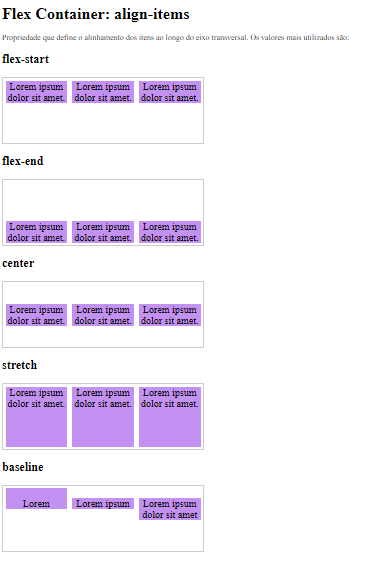 Flex Container: align-items
Propriedade que define o alinhamento dos itens ao longo do eixo transversal. Os valores mais utilizados são:
flex-start
Lorem ipsum Lorem ipsum Lorem ipsum
dolor sit amet. dolor sit amet. dolor sit amet.
flex-end
Lorem ipsum Lorem ipsum Lorem ipsum
dolor sit amet. dolor sit amet. dolor sit amet.
center
Lorem ipsum Lorem ipsum Lorem ipsum
dolor sit amet. dolor sit amet. dolor sit amet.
stretch
Lorem ipsum Lorem ipsum Lorem ipsum
dolor sit amet. dolor sit amet. dolor sit amet.
baseline
Lorem Lorem ipsum Lorem ipsum
dolor sit amet